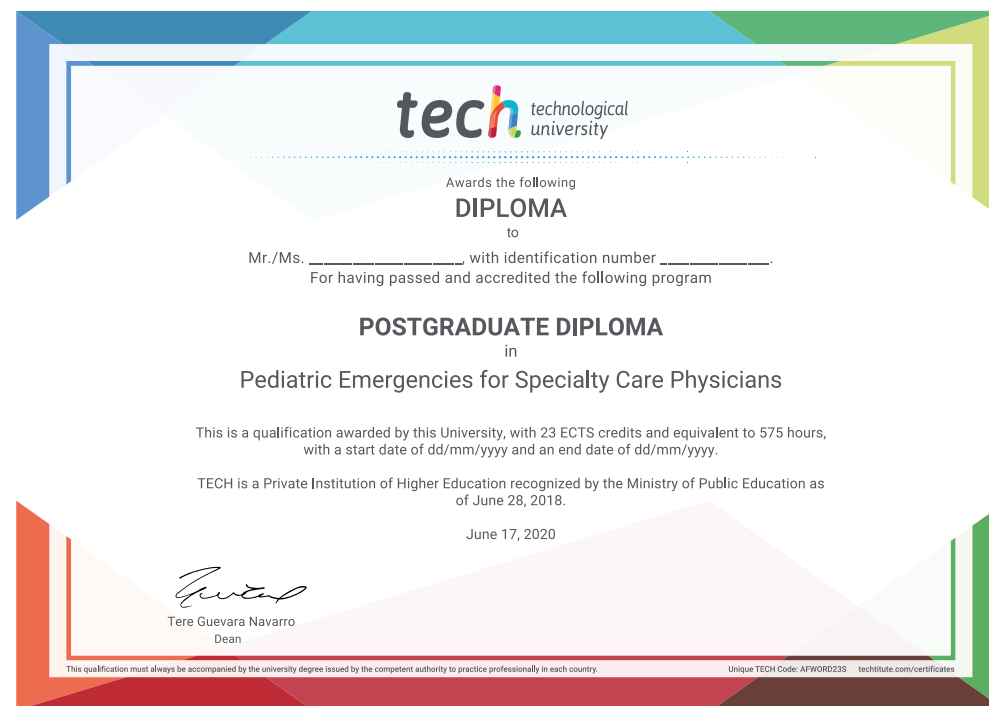 tech technological
university
Awards the following
DIPLOMA
to
Mr./Ms. ____________________, with identification number ______________.
For having passed and accredited the following program
POSTGRADUATE DIPLOMA
in
Pediatric Emergencies for Specialty Care Physicians
This is a qualification awarded by this University, with 23 ECTS credits and equivalent to 575 hours,
with a start date of dd/mm/yyyy and an end date of dd/mm/yyyy.
TECH is a Private Institution of Higher Education recognized by the Ministry of Public Education as
of June 28, 2018.
June 17, 2020
Tere Guevara Navarro
Dean
This qualification must always be accompanied by the university degree issued by the competent authority to practice professionally in each country.
Unique TECH Code: AFWORD23S techtitute.com/certificates